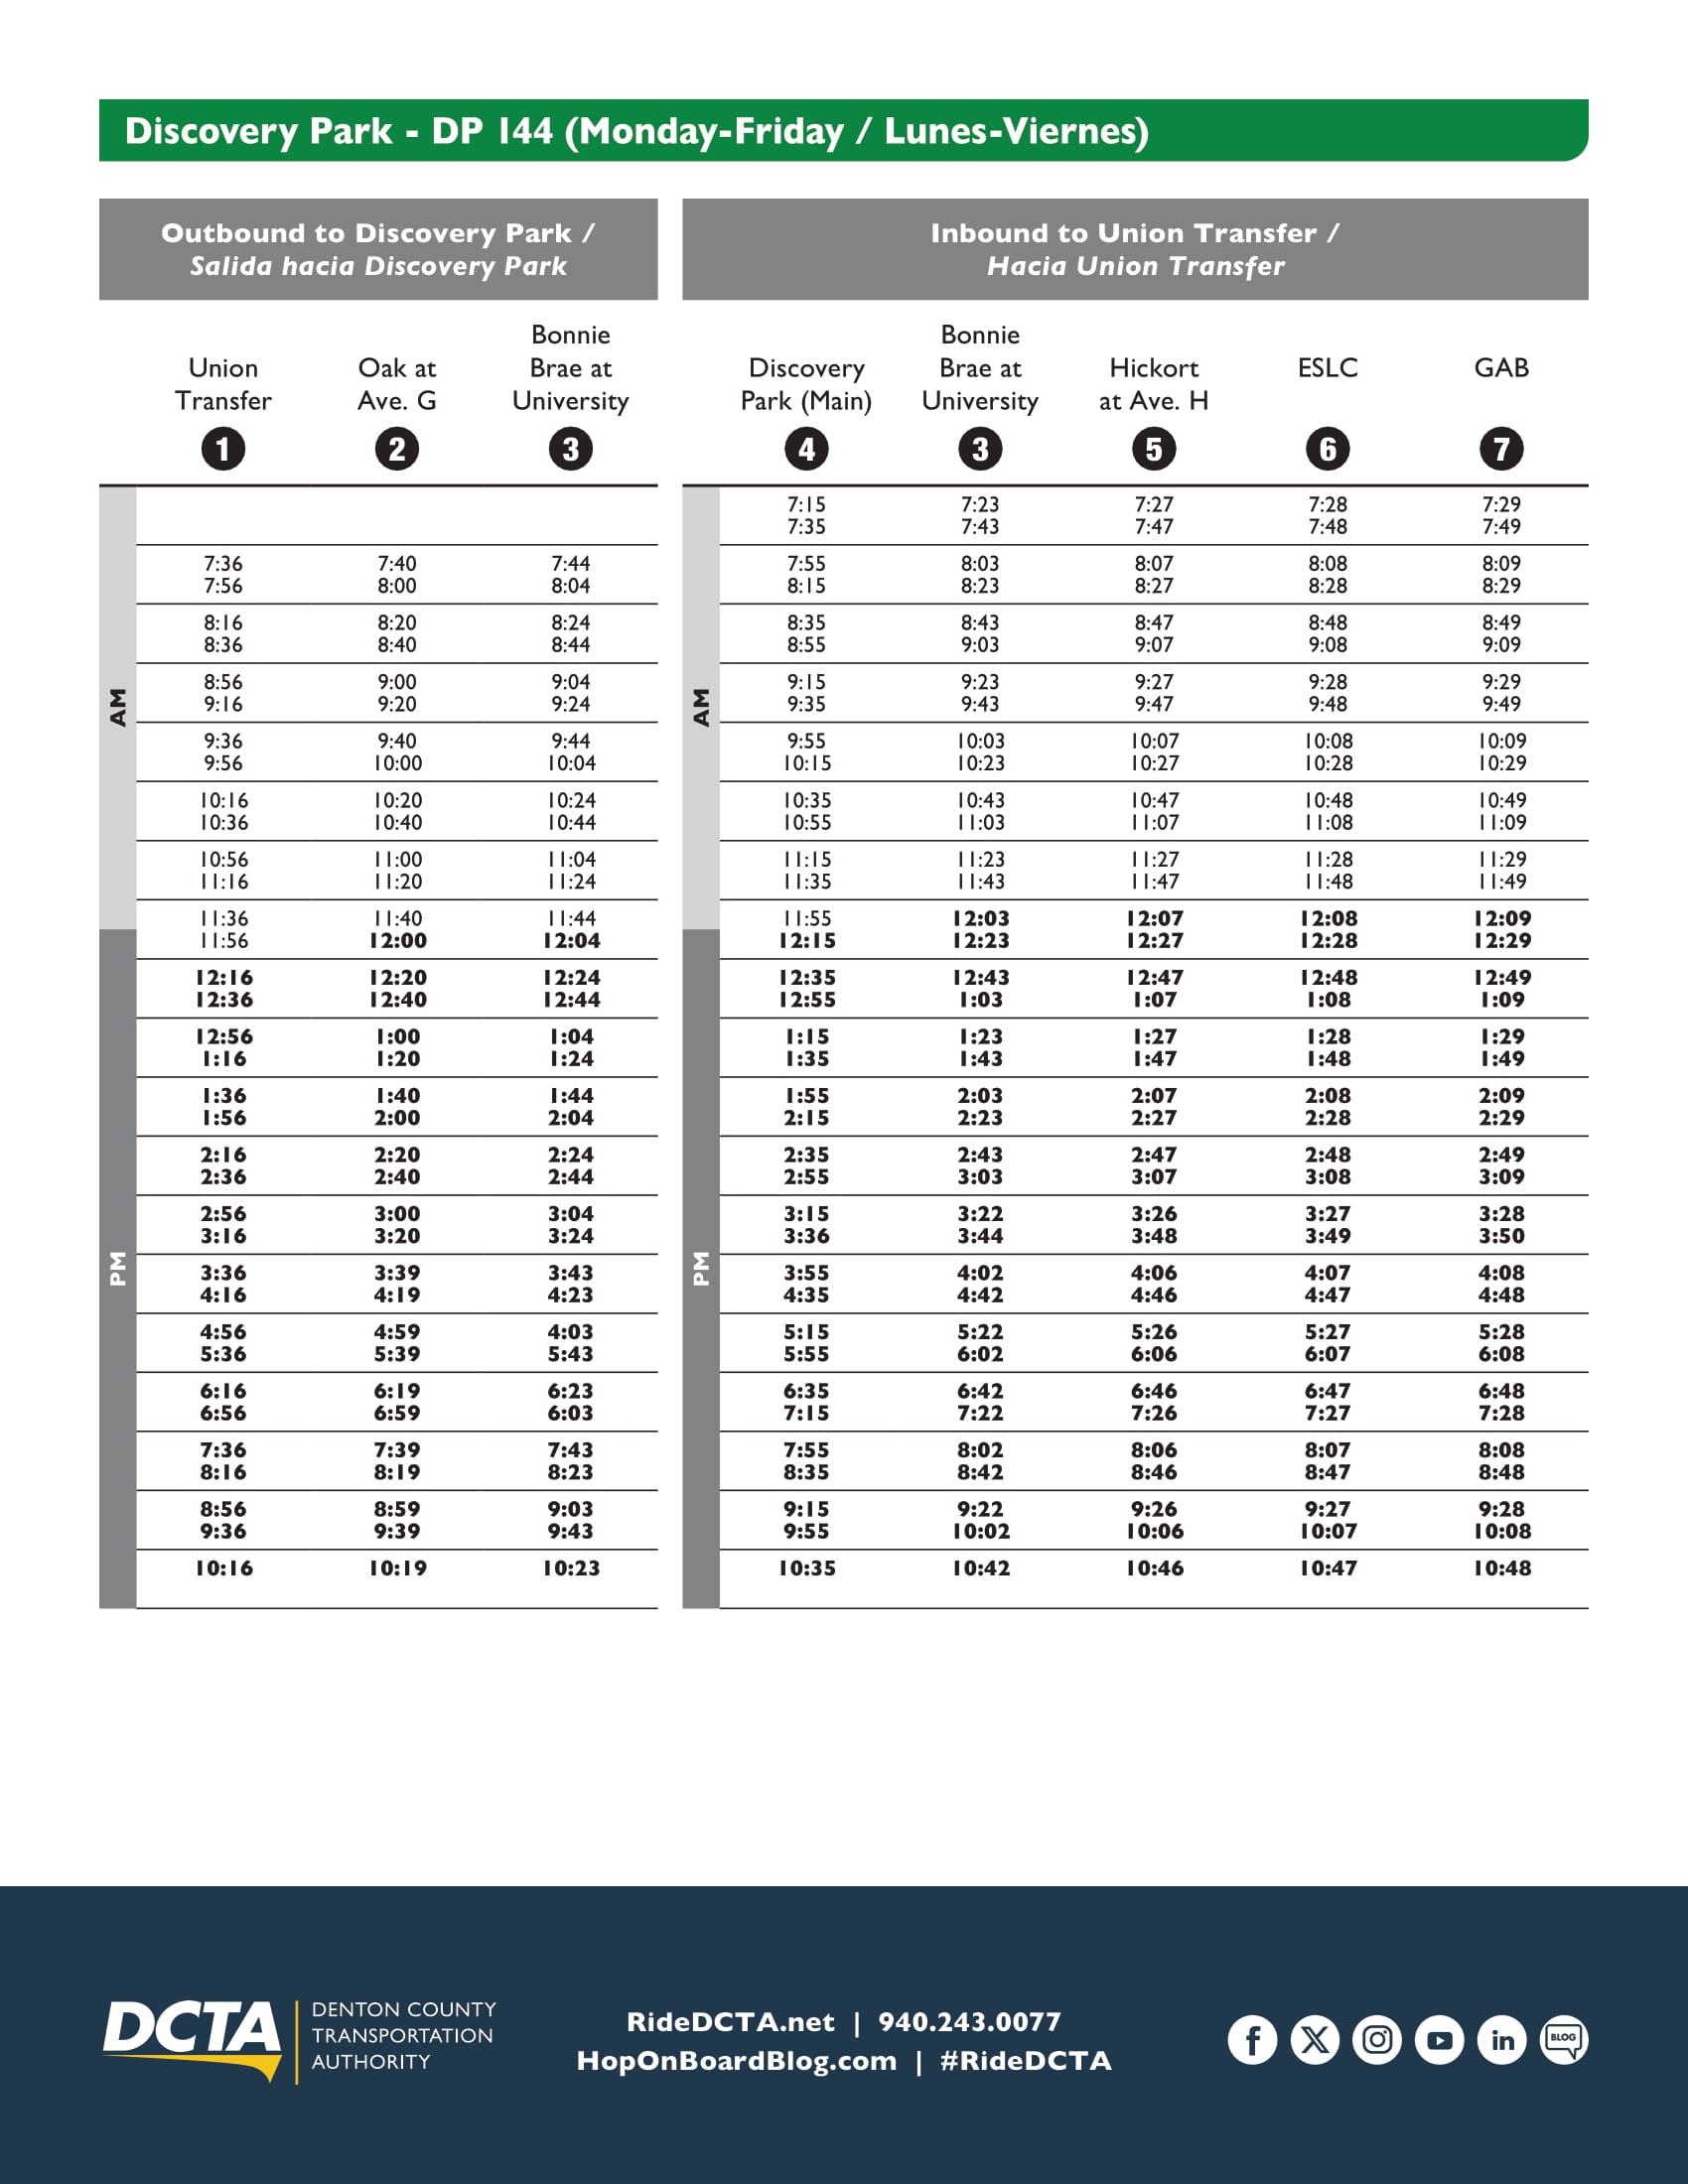 Discovery Park - DP 144 (Monday-Friday / Lunes-Viernes)
Outbound to Discovery Park /
Salida hacia Discovery Park
Inbound to Union Transfer /
Hacia Union Transfer
Union Transfer
Oak at Ave. G
Bonnie Brae at University
Discovery Park (Main)
Bonnie Brae at University
Hickort at Ave. H
ESLC
GAB
1 2 3 4 3 5 6 7
AM
AM
7:15 7:23 7:27 7:28 7:29
7:35 7:43 7:47 7:48 7:49
7:36 7:40 7:44 7:55 8:03 8:07 8:08 8:09
7:56 8:00 8:04 8:15 8:23 8:27 8:28 8:29
8:16 8:20 8:24 8:35 8:43 8:47 8:48 8:49
8:36 8:40 8:44 8:55 9:03 9:07 9:08 9:09
8:56 9:00 9:04 9:15 9:23 9:27 9:28 9:29
9:16 9:20 9:24 9:35 9:43 9:47 9:48 9:49
9:36 9:40 9:44 9:55 10:03 10:07 10:08 10:09
9:56 10:00 10:04 10:15 10:23 10:27 10:28 10:29
10:16 10:20 10:24 10:35 10:43 10:47 10:48 10:49
10:36 10:40 10:44 10:55 11:03 11:07 11:08 11:09
10:56 11:00 11:04 11:15 11:23 11:27 11:28 11:29
11:16 11:20 11:24 11:35 11:43 11:47 11:48 11:49
11:36 11:40 11:44 11:55 12:03 12:07 12:08 12:09
11:56 12:00 12:04 12:15 12:23 12:27 12:28 12:29
PM
PM
12:16 12:20 12:24 12:35 12:43 12:47 12:48 12:49
12:36 12:40 12:44 12:55 1:03 1:07 1:08 1:09
12:56 1:00 1:04 1:15 1:23 1:27 1:28 1:29
1:16 1:20 1:24 1:35 1:43 1:47 1:48 1:49
1:36 1:40 1:44 1:55 2:03 2:07 2:08 2:09
1:56 2:00 2:04 2:15 2:23 2:27 2:28 2:29
2:16 2:20 2:24 2:35 2:43 2:47 2:48 2:49
2:36 2:40 2:44 2:55 3:03 3:07 3:08 3:09
2:56 3:00 3:04 3:15 3:22 3:26 3:27 3:28
3:16 3:20 3:24 3:36 3:44 3:48 3:49 3:50
3:36 3:39 3:43 3:55 4:02 4:06 4:07 4:08
4:16 4:19 4:23 4:35 4:42 4:46 4:47 4:48
4:56 4:59 4:03 5:15 5:22 5:26 5:27 5:28
5:36 5:39 5:43 5:55 6:02 6:06 6:07 6:08
6:16 6:19 6:23 6:35 6:42 6:46 6:47 6:48
6:56 6:59 6:03 7:15 7:22 7:26 7:27 7:28
7:36 7:39 7:43 7:55 8:02 8:06 8:07 8:08
8:16 8:19 8:23 8:35 8:42 8:46 8:47 8:48
8:56 8:59 9:03 9:15 9:22 9:26 9:27 9:28
9:36 9:39 9:43 9:55 10:02 10:06 10:07 10:08
10:16 10:19 10:23 10:35 10:42 10:46 10:47 10:48
DCTA
DENTON COUNTY
TRANSPORTATION
AUTHORITY
RideDCTA.net | 940.243.0077
HopOnBoardBlog.com | #RideDCTA
BLOG